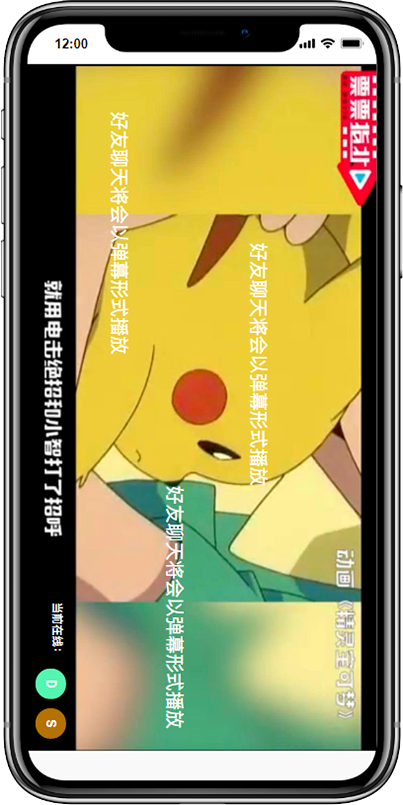 12:00
票票拒北
动画《精灵宝可梦》
好友聊天将会以弹幕形式播放
好友聊天将会以弹幕形式播放
好友聊天将会以弹幕形式播放
就用电击绝招和小智打了招呼
当前在线：
D
S